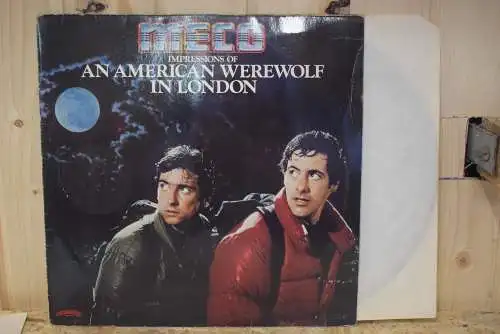 MECO
IMPRESSIONS OF
AN AMERICAN WEREWOLF
IN LONDON